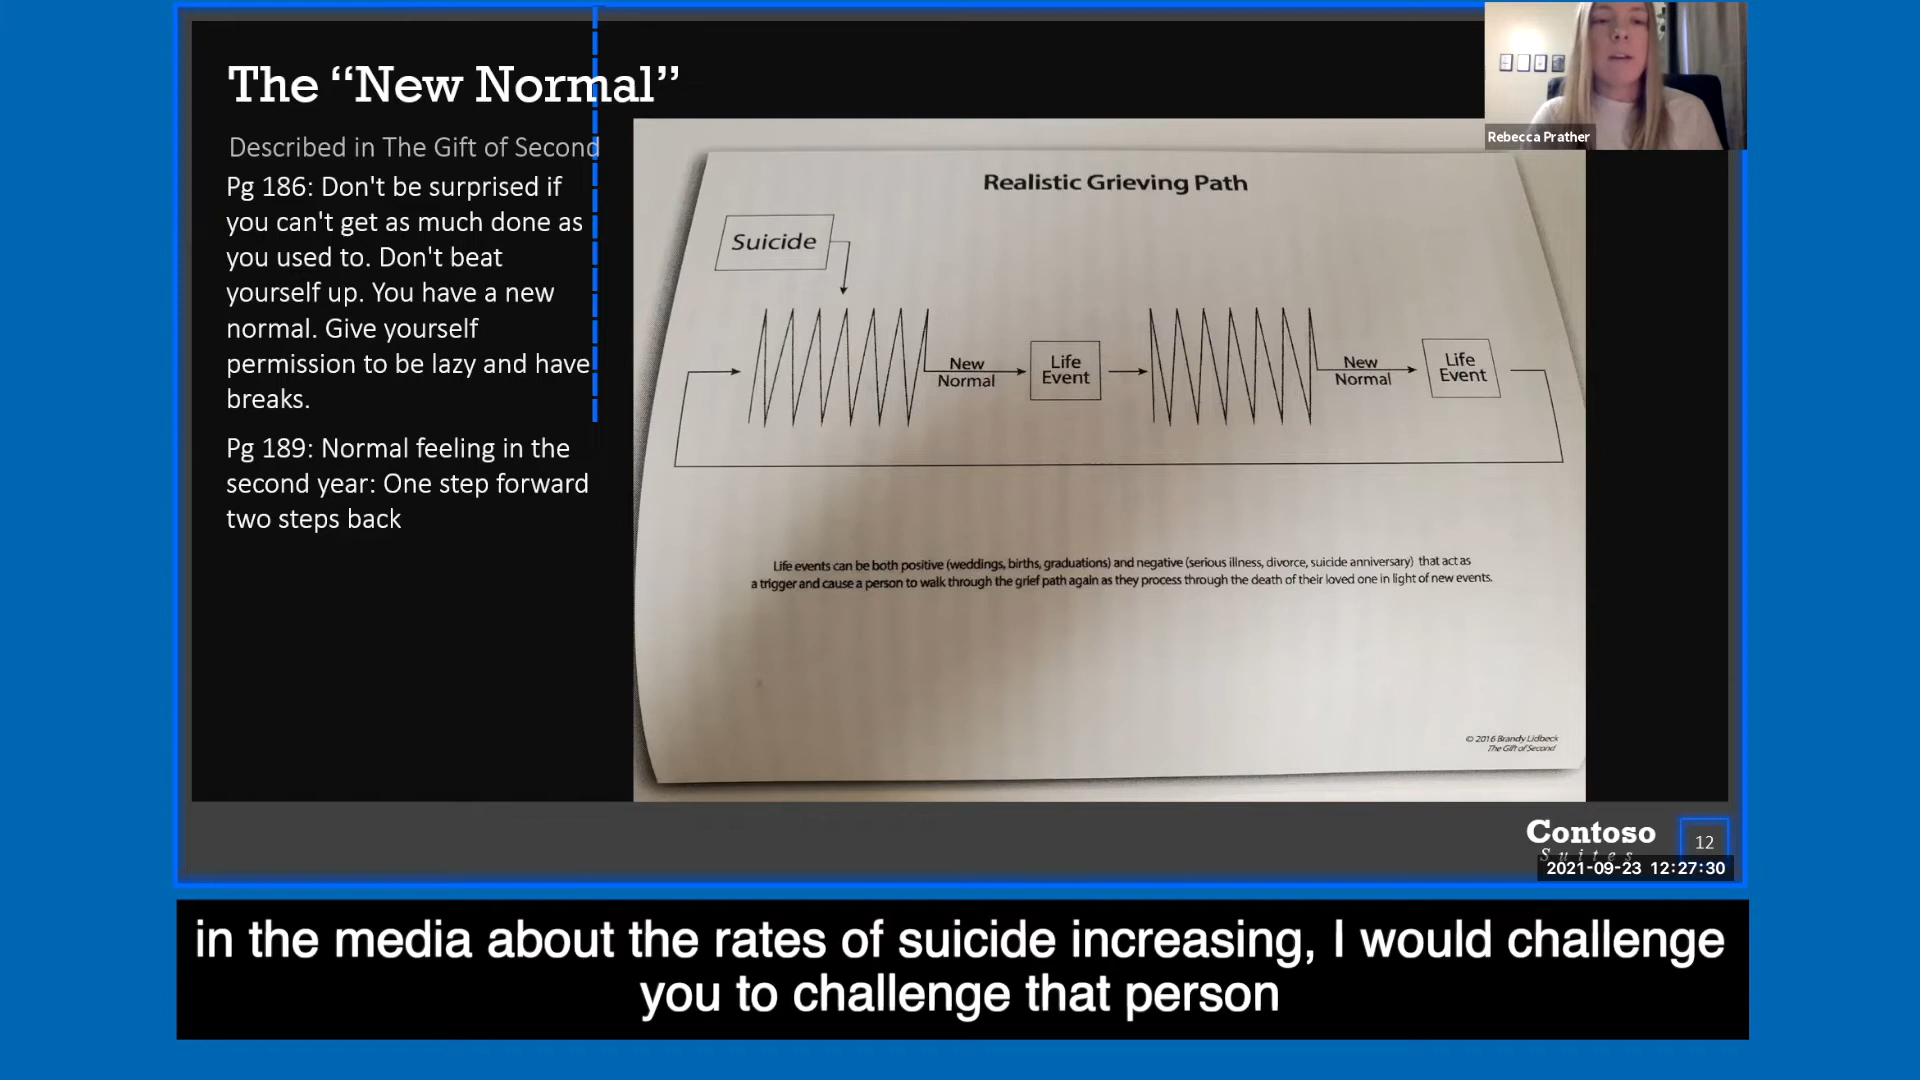 The “New Normal”
Rebecca Prather
Described in The Gift of Second
Pg 186: Don't be surprised if
you can't get as much done as
you used to. Don't beat
yourself up. You have a new
normal. Give yourself
permission to be lazy and have
breaks.
Pg 189: Normal feeling in the
second year: One step forward
two steps back
Realistic Grieving Path
Suicide
New
Normal
Life
Event
New
Normal
Life
Event
Life events can be both positive (weddings, births, graduations) and negative (serious illness, divorce, suicide anniversary) that act as
a trigger and cause a person to walk through the grief path again as they process through the death of their loved one in light of new events.
© 2016 Brandy Lidbeck
The Gift of Second
Contoso
Suites
12
2021-09-23 12:27:30
in the media about the rates of suicide increasing, I would challenge
you to challenge that person